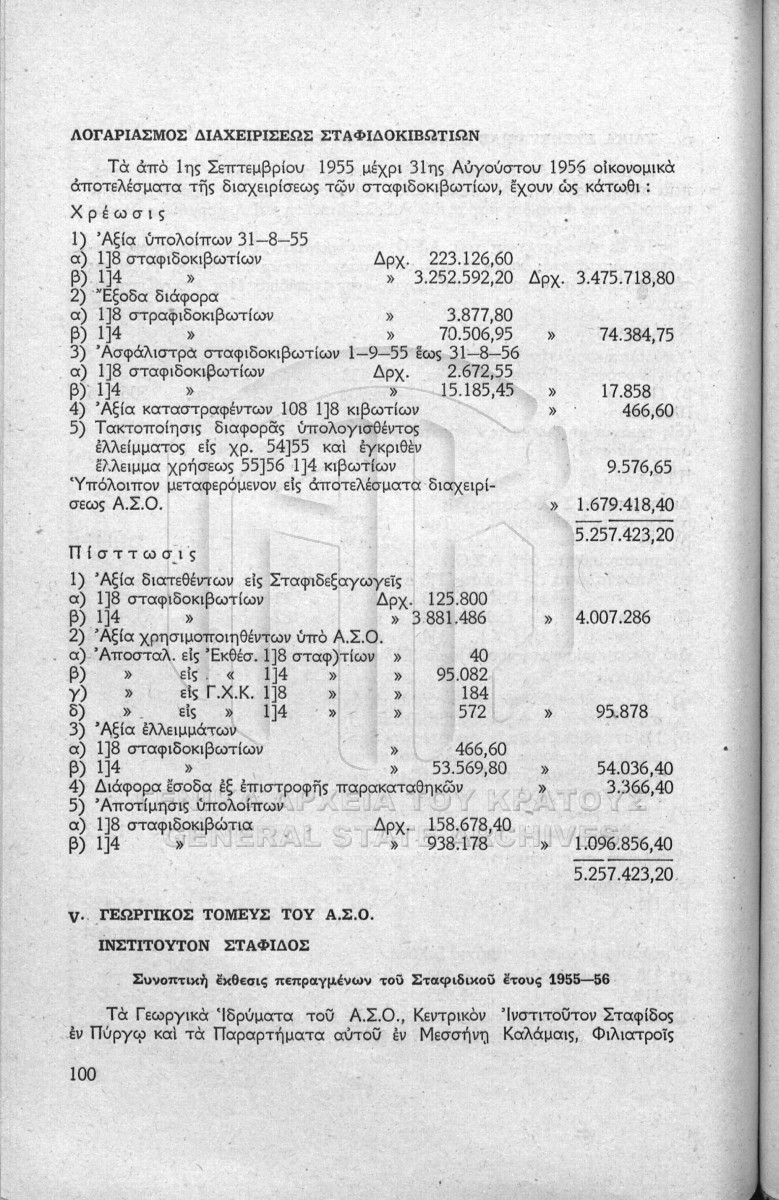 ΛΟΓΑΡΙΑΣΜΟΣ ΔΙΑΧΕΙΡΙΣΕΩΣ ΣΤΑΦΙΔΟΚΙΒΩΤΙΩΝ
Τὰ ἀπὸ 1ης Σεπτεμβρίου 1955 μέχρι 31ης Αὐγούστου 1956 οἰκονομικὰ
ἀποτελέσματα τῆς διαχειρίσεως τῶν σταφιδοκιβωτίων, ἔχουν ὡς κάτωθι :
Χρέωσις
1) Ἀξία ὑπολοίπων 31—8—55
α) 1]8 σταφιδοκιβωτίων Δρχ. 223.126,60
β) 1]4 » » 3.252.592,20 Δρχ. 3.475.718,80
2) Ἔξοδα διάφορα
α) 1]8 στραφιδοκιβωτίων » 3.877,80
β) 1]4 » » 70.506,95 » 74.384,75
3) Ἀσφάλιστρα σταφιδοκιβωτίων 1—9—55 ἕως 31—8—56
α) 1]8 σταφιδοκιβωτίων Δρχ. 2.672,55
β) 1]4 » » 15.185,45 » 17.858
4) Ἀξία καταστραφέντων 108 1]8 κιβωτίων » 466,60
5) Τακτοποίησις διαφορᾶς ὑπολογισθέντος
ἐλλείμματος εἰς χρ. 54]55 καὶ ἐγκριθὲν
ἔλλειμμα χρήσεως 55]56 1]4 κιβωτίων 9.576,65
Ὑπόλοιπον μεταφερόμενον εἰς ἀποτελέσματα διαχειρί-
σεως Α.Σ.Ο. » 1.679.418,40
5.257.423,20
Πίστωσις
1) Ἀξία διατεθέντων εἰς Σταφιδεξαγωγεῖς
α) 1]8 σταφιδοκιβωτίων Δρχ. 125.800
β) 1]4 » » 3 881.486 » 4.007.286
2) Ἀξία χρησιμοποιηθέντων ὑπὸ Α.Σ.Ο.
α) Ἀποσταλ. εἰς Ἐκθέσ. 1]8 σταφ)τίων » 40
β) » εἰς « 1]4 » » 95.082
γ) » εἰς Γ.Χ.Κ. 1]8 » » 184
δ) » εἰς » 1]4 » » 572 » 95.878
3) Ἀξία ἐλλειμμάτων
α) 1]8 σταφιδοκιβωτίων » 466,60
β) 1]4 » » 53.569,80 » 54.036,40
4) Διάφορα ἔσοδα ἐξ ἐπιστροφῆς παρακαταθηκῶν » 3.366,40
5) Ἀποτίμησις ὑπολοίπων
α) 1]8 σταφιδοκιβώτια Δρχ. 158.678,40
β) 1]4 » » 938.178 » 1.096.856,40
ΓΕΝΙΚΑ ΑΡΧΕΙΑ ΤΟΥ ΚΡΑΤΟΥΣ
GENERAL STATE ARCHIVES
5.257.423,20
V. ΓΕΩΡΓΙΚΟΣ ΤΟΜΕΥΣ ΤΟΥ Α.Σ.Ο.
ΙΝΣΤΙΤΟΥΤΟΝ ΣΤΑΦΙΔΟΣ
Συνοπτικὴ ἔκθεσις πεπραγμένων τοῦ Σταφιδικοῦ ἔτους 1955—56
Τὰ Γεωργικὰ Ἱδρύματα τοῦ Α.Σ.Ο., Κεντρικὸν Ἰνστιτοῦτον Σταφίδος
ἐν Πύργῳ καὶ τὰ Παραρτήματα αὐτοῦ ἐν Μεσσήνῃ Καλάμαις, Φιλιατροῖς
100